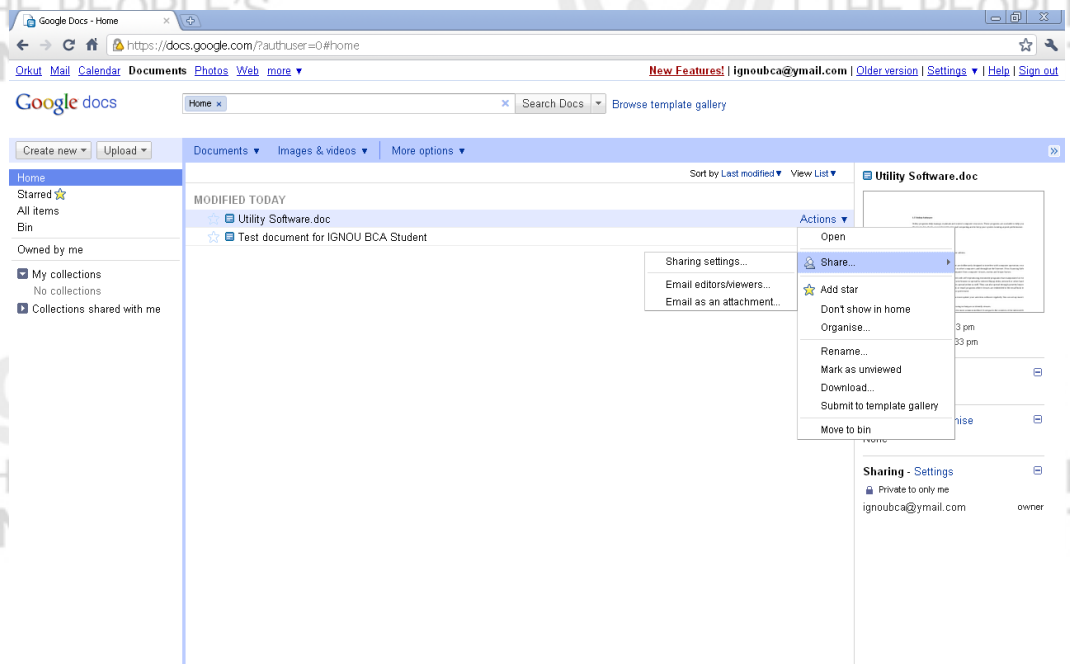 Google Docs - Home
https://docs.google.com/?authuser=0#home
Orkut Mail Calendar Documents Photos Web more ▼ New Features! | ignoubca@ymail.com | Older version | Settings ▼ | Help | Sign out
Google docs Home × Search Docs Browse template gallery
Create new Upload Documents ▼ Images & videos ▼ More options ▼
Home
Starred
All items
Bin
Owned by me
My collections
No collections
Collections shared with me
Sort by Last modified ▼ View List ▼
MODIFIED TODAY
Utility Software.doc Actions ▼
Test document for IGNOU BCA Student
Open
Share...
Add star
Don't show in home
Organise...
Rename...
Mark as unviewed
Download...
Submit to template gallery
Move to bin
Sharing settings...
Email editors/viewers...
Email as an attachment...
Utility Software.doc
3 pm
33 pm
nise
None
Sharing - Settings
Private to only me
ignoubca@ymail.com owner